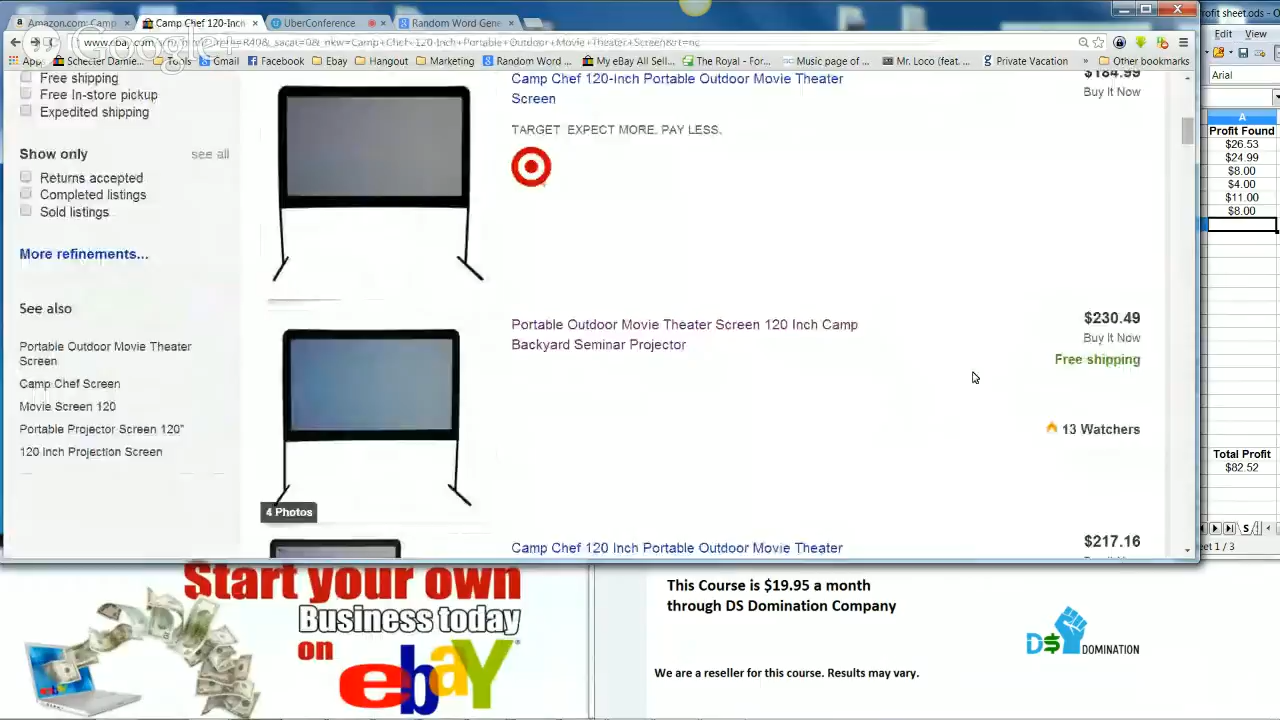 Amazon.com: Camp
Camp Chef 120-Inch
UberConference
Random Word Gene
Google+
Apps
Schecter Damie...
Tools
Gmail
Facebook
Ebay
Hangout
Marketing
Random Word ...
My eBay All Sell...
The Royal - For...
Music page of ...
Mr. Loco (feat. ...
Private Vacation
»
Other bookmarks
rofit sheet.ods - O
Edit View
Arial
A
Free shipping
Free In-store pickup
Expedited shipping
Show only
see all
Returns accepted
Completed listings
Sold listings
More refinements...
See also
Portable Outdoor Movie Theater
Screen
Camp Chef Screen
Movie Screen 120
Portable Projector Screen 120"
120 Inch Projection Screen
Camp Chef 120-Inch Portable Outdoor Movie Theater
Screen
$184.99
Buy It Now
TARGET EXPECT MORE. PAY LESS.
Portable Outdoor Movie Theater Screen 120 Inch Camp
Backyard Seminar Projector
$230.49
Buy It Now
Free shipping
13 Watchers
4 Photos
Camp Chef 120 Inch Portable Outdoor Movie Theater
$217.16
Profit Found
$26.53
$24.99
$8.00
$4.00
$11.00
$8.00
Total Profit
$82.52
eet 1 / 3
Start your own
Business today
on
ebay
This Course is $19.95 a month
through DS Domination Company
D$ DOMINATION
We are a reseller for this course. Results may vary.